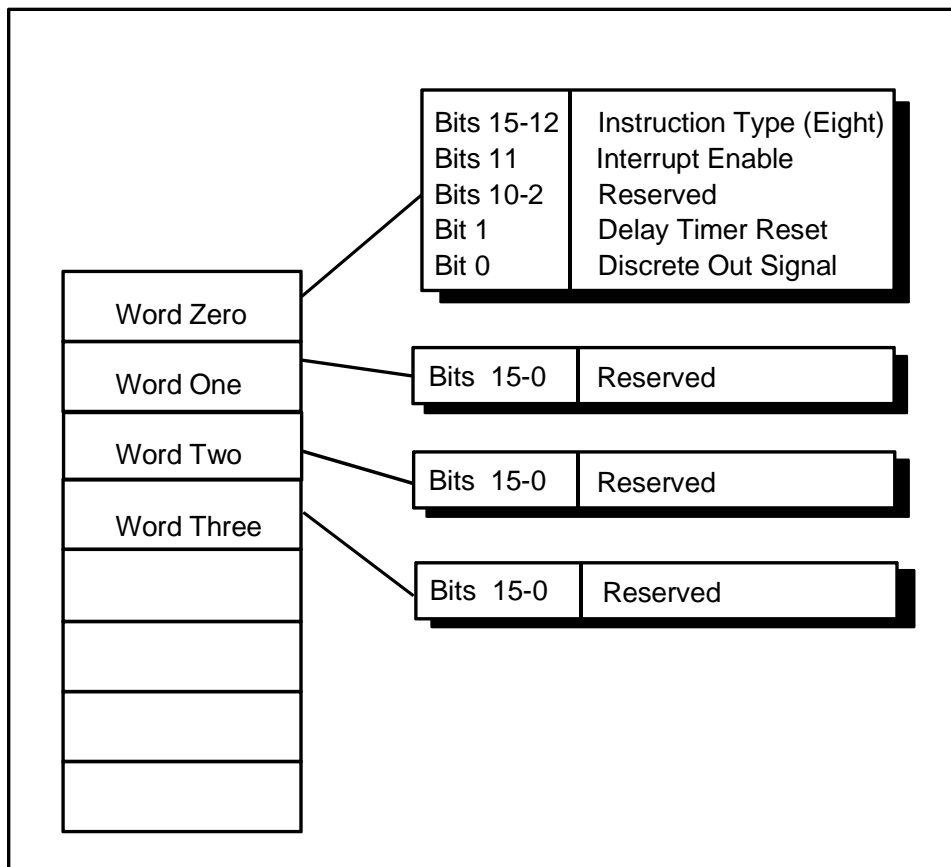 Bits 15-12 Instruction Type (Eight)
Bits 11 Interrupt Enable
Bits 10-2 Reserved
Bit 1 Delay Timer Reset
Bit 0 Discrete Out Signal
Word Zero
Word One
Bits 15-0 Reserved
Word Two
Bits 15-0 Reserved
Word Three
Bits 15-0 Reserved